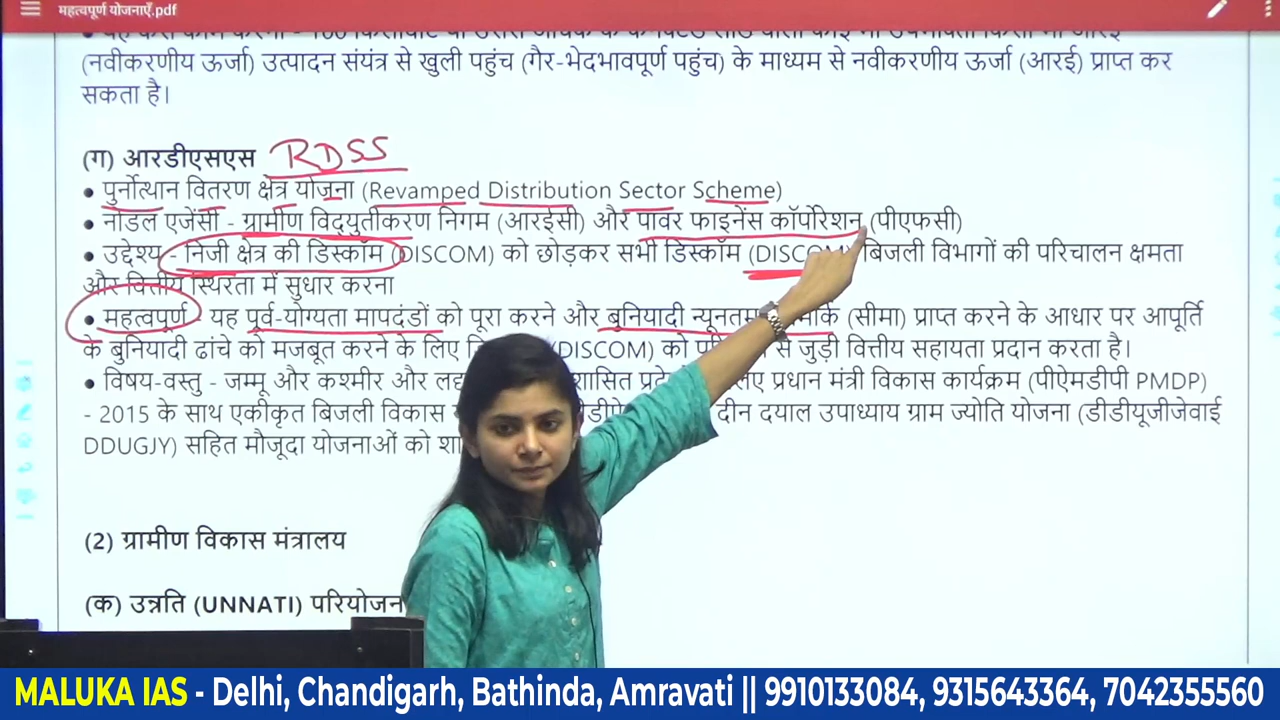 महत्वपूर्ण योजनाएँ.pdf
(नवीकरणीय ऊर्जा) उत्पादन संयंत्र से खुली पहुंच (गैर-भेदभावपूर्ण पहुंच) के माध्यम से नवीकरणीय ऊर्जा (आरई) प्राप्त कर
सकता है।
(ग) आरडीएसएस RDSS
• पुर्नोत्थान वितरण क्षेत्र योजना (Revamped Distribution Sector Scheme)
• नोडल एजेंसी - ग्रामीण विद्युतीकरण निगम (आरईसी) और पावर फाइनेंस कॉर्पोरेशन (पीएफसी)
• उद्देश्य - निजी क्षेत्र की डिस्कॉम (DISCOM) को छोड़कर सभी डिस्कॉम (DISCOM) बिजली विभागों की परिचालन क्षमता
और वित्तीय स्थिरता में सुधार करना
• महत्वपूर्ण - यह पूर्व-योग्यता मापदंडों को पूरा करने और बुनियादी न्यूनतम (सीमा) प्राप्त करने के आधार पर आपूर्ति
के बुनियादी ढांचे को मजबूत करने के लिए (DISCOM) को से जुड़ी वित्तीय सहायता प्रदान करता है।
• विषय-वस्तु - जम्मू और कश्मीर और प्रधान मंत्री विकास कार्यक्रम (पीएमडीपी PMDP)
- 2015 के साथ एकीकृत बिजली विकास दीन दयाल उपाध्याय ग्राम ज्योति योजना (डीडीयूजीजेवाई
DDUGJY) सहित मौजूदा योजनाओं को
(2) ग्रामीण विकास मंत्रालय
(क) उन्नति (UNNATI)
MALUKA IAS - Delhi, Chandigarh, Bathinda, Amravati || 9910133084, 9315643364, 7042355560